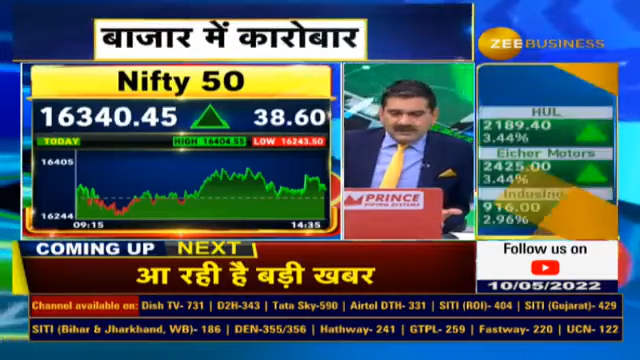 बाजार में कारोबार
ZEE BUSINESS
Nifty 50
16340.45 38.60
TODAY HIGH 16404.55 LOW 16243.50
16405
16244
09:15 14:35
PRINCE
PIPING SYSTEMS
HUL
2189.40
3.44%
Eicher Motors
2425.00
3.44%
IndusInd
916.00
2.96%
COMING UP NEXT
आ रही है बड़ी खबर
Follow us on
10/05/2022
Channel available on: Dish TV- 731 | D2H-343 | Tata Sky-590 | Airtel DTH- 331 | SITI (ROI)- 404 | SITI (Gujarat)- 429
SITI (Bihar & Jharkhand, WB)- 186 | DEN-355/356 | Hathway- 241 | GTPL- 259 | Fastway- 220 | UCN- 122